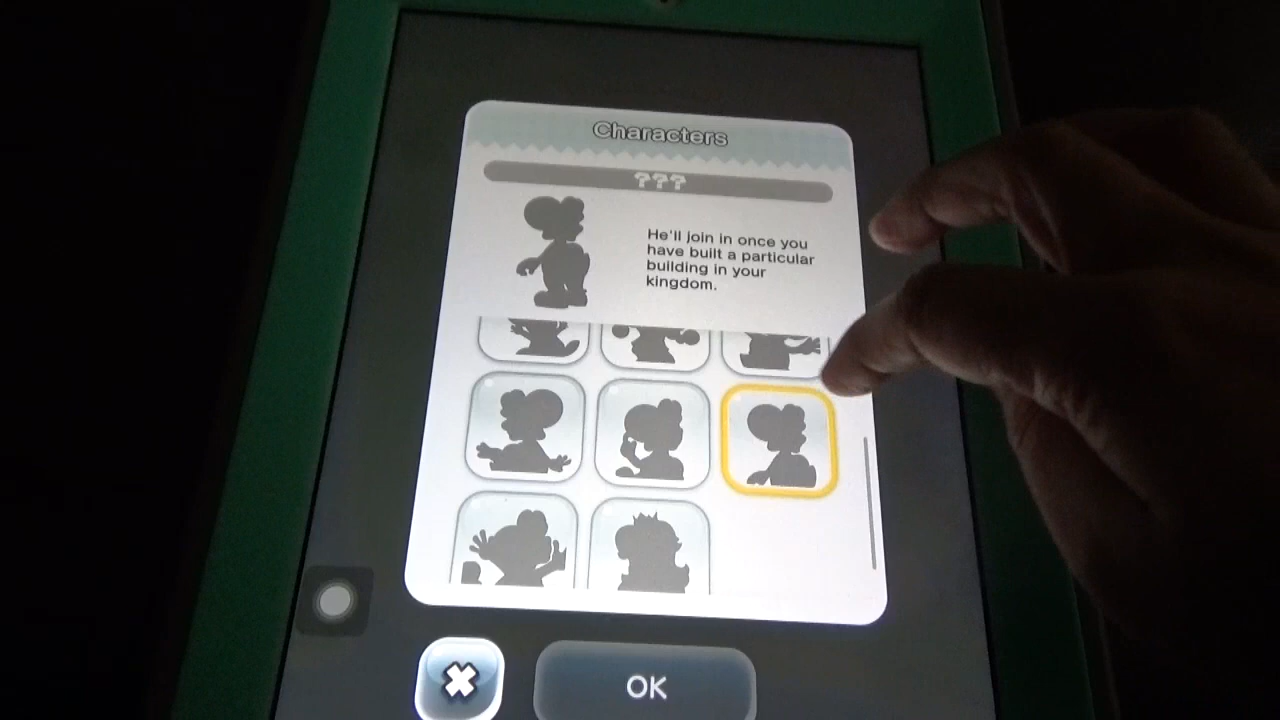 Characters
???
He'll join in once you
have built a particular
building in your
kingdom.
OK